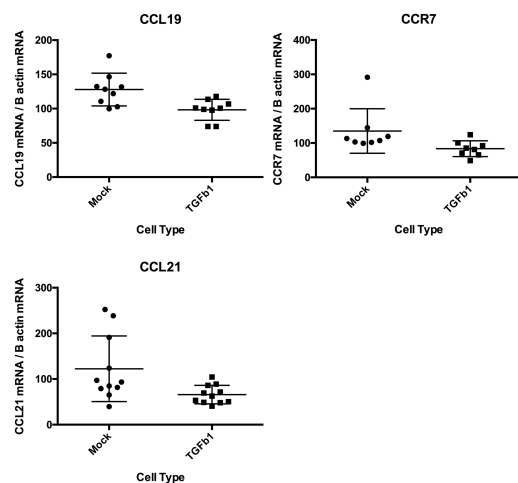 CCL19
CCL19 mRNA / B actin mRNA
200
150
100
50
0
Mock
TGFb1
Cell Type
CCR7
CCR7 mRNA / B actin mRNA
400
300
200
100
0
Mock
TGFb1
Cell Type
CCL21
CCL21 mRNA / B actin mRNA
300
200
100
0
Mock
TGFb1
Cell Type